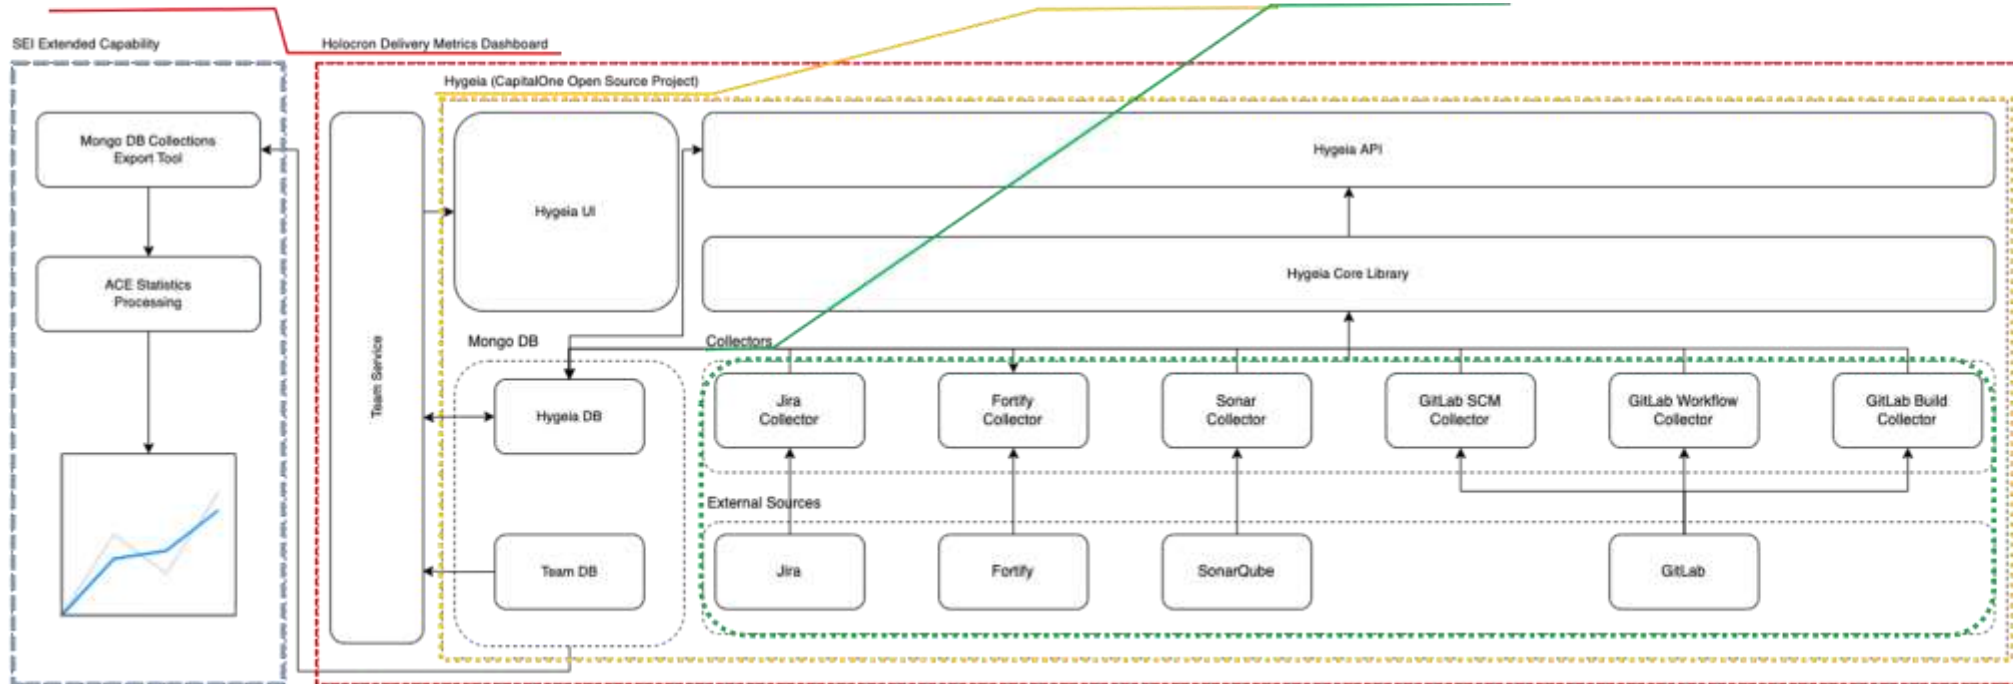 SEI Extended Capability
Holocron Delivery Metrics Dashboard
Hygeia (CapitalOne Open Source Project)
Mongo DB Collections
Export Tool
ACE Statistics
Processing
Team Service
Hygeia UI
Hygeia API
Hygeia Core Library
Mongo DB
Hygeia DB
Team DB
Collectors
Jira
Collector
Fortify
Collector
Sonar
Collector
GitLab SCM
Collector
GitLab Workflow
Collector
GitLab Build
Collector
External Sources
Jira
Fortify
SonarQube
GitLab